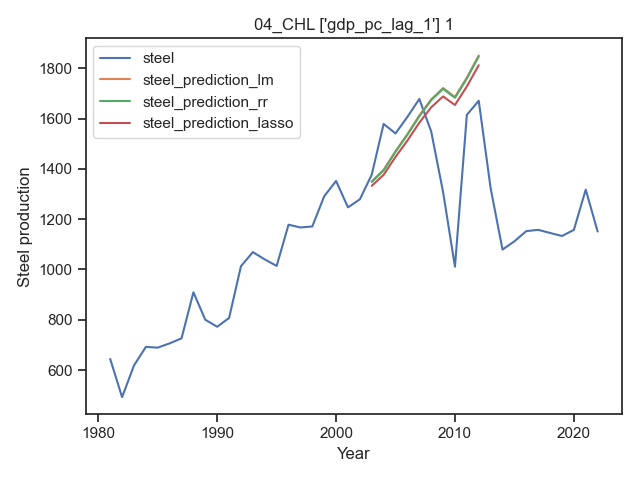 04_CHL ['gdp_pc_lag_1'] 1
steel
steel_prediction_lm
steel_prediction_rr
steel_prediction_lasso
Steel production
1800
1600
1400
1200
1000
800
600
1980
1990
2000
2010
2020
Year